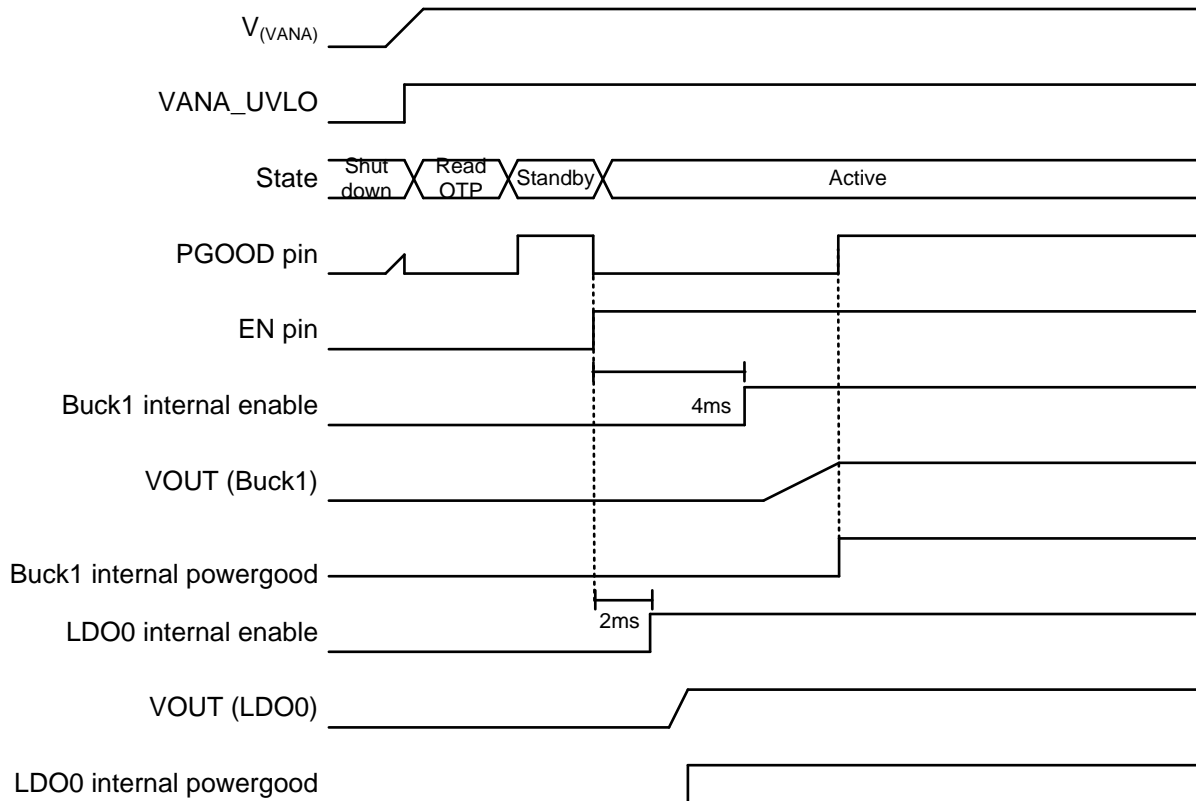 V(VANA)
VANA_UVLO
State
Shut
down
Read
OTP
Standby
Active
PGOOD pin
EN pin
Buck1 internal enable
4ms
VOUT (Buck1)
Buck1 internal powergood
2ms
LDO0 internal enable
VOUT (LDO0)
LDO0 internal powergood